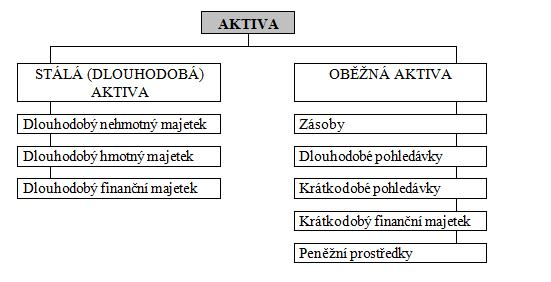 AKTIVA
STÁLÁ (DLOUHODOBÁ)
AKTIVA
Dlouhodobý nehmotný majetek
Dlouhodobý hmotný majetek
Dlouhodobý finanční majetek
OBĚŽNÁ AKTIVA
Zásoby
Dlouhodobé pohledávky
Krátkodobé pohledávky
Krátkodobý finanční majetek
Peněžní prostředky